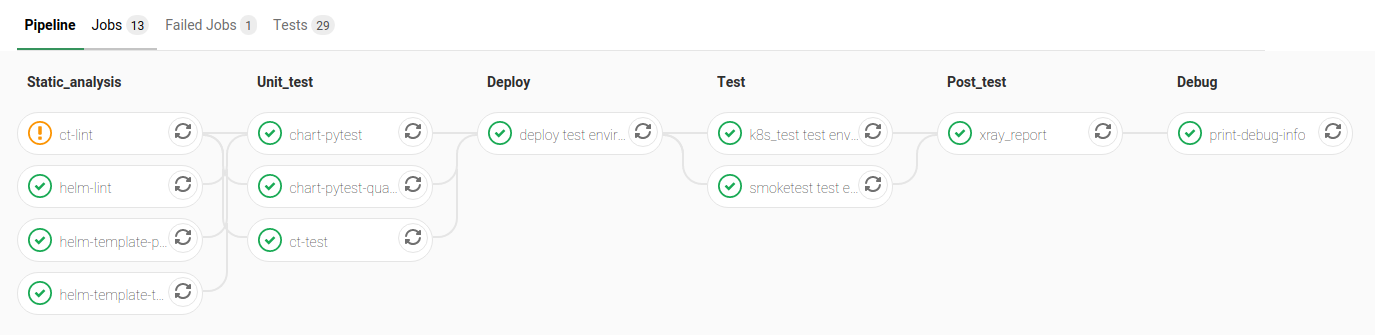 Pipeline Jobs 13 Failed Jobs 1 Tests 29
Static_analysis Unit_test Deploy Test Post_test Debug
ct-lint chart-pytest deploy test envir... k8s_test test env... xray_report print-debug-info
helm-lint chart-pytest-qua... smoketest test e...
helm-template-p... ct-test
helm-template-t...